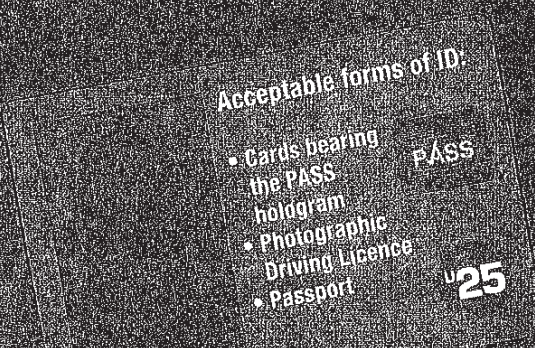 Acceptable forms of ID:
• Cards bearing
the PASS
hologram
• Photographic
Driving Licence
• Passport
PASS
u25